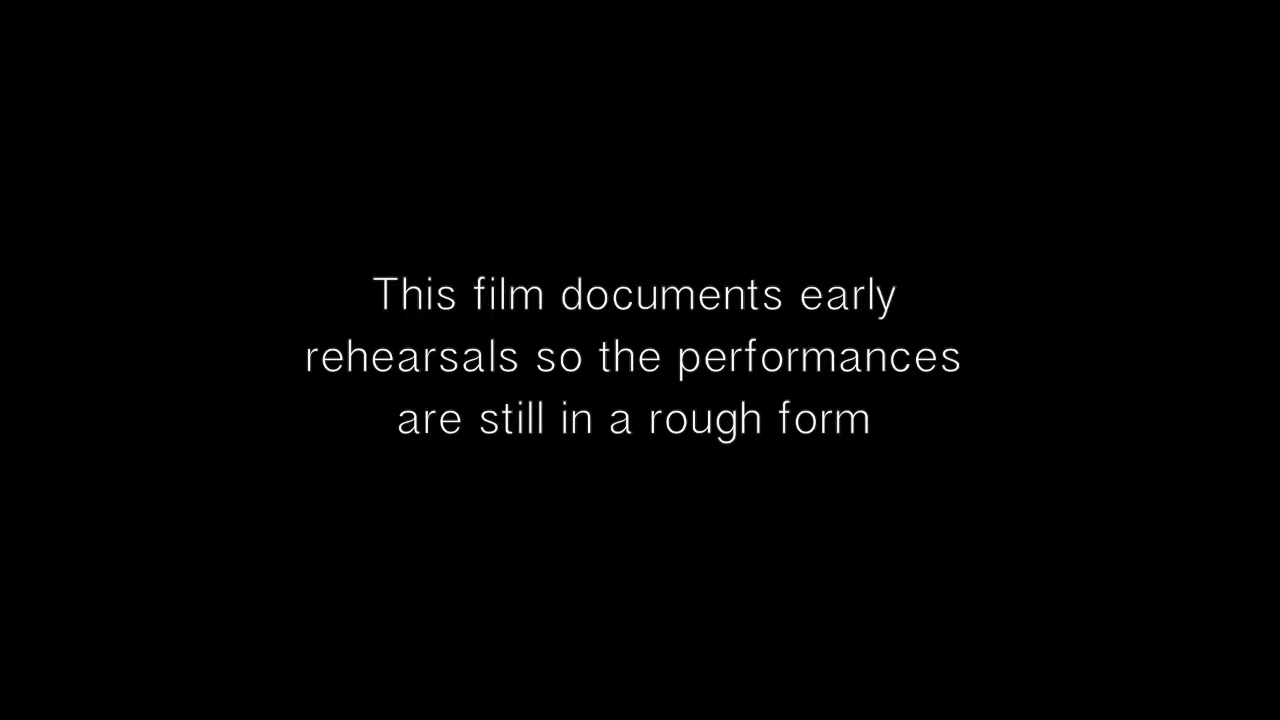 This film documents early
rehearsals so the performances
are still in a rough form